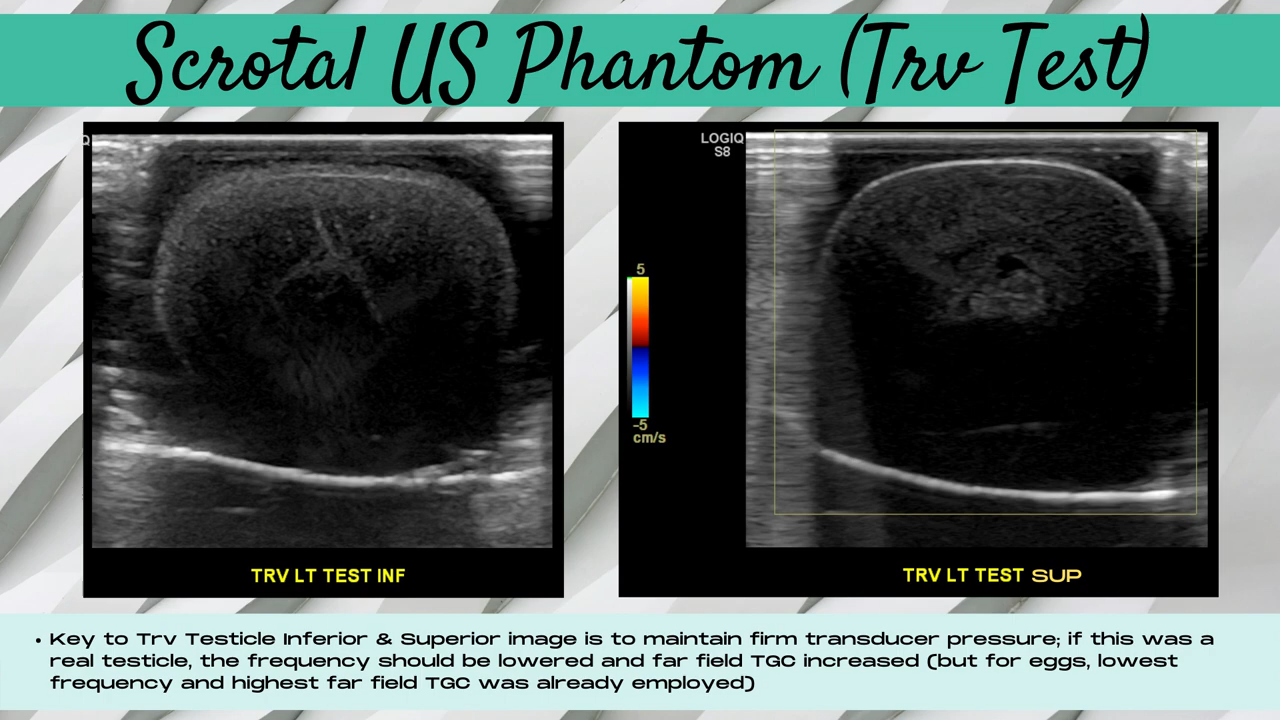 Scrotal US Phantom (Trv Test)
Q
LOGIQ
S8
5
-5
cm/s
TRV LT TEST INF
TRV LT TEST SUP
• Key to Trv Testicle Inferior & Superior image is to maintain firm transducer pressure; if this was a
real testicle, the frequency should be lowered and far field TGC increased (but for eggs, lowest
frequency and highest far field TGC was already employed)